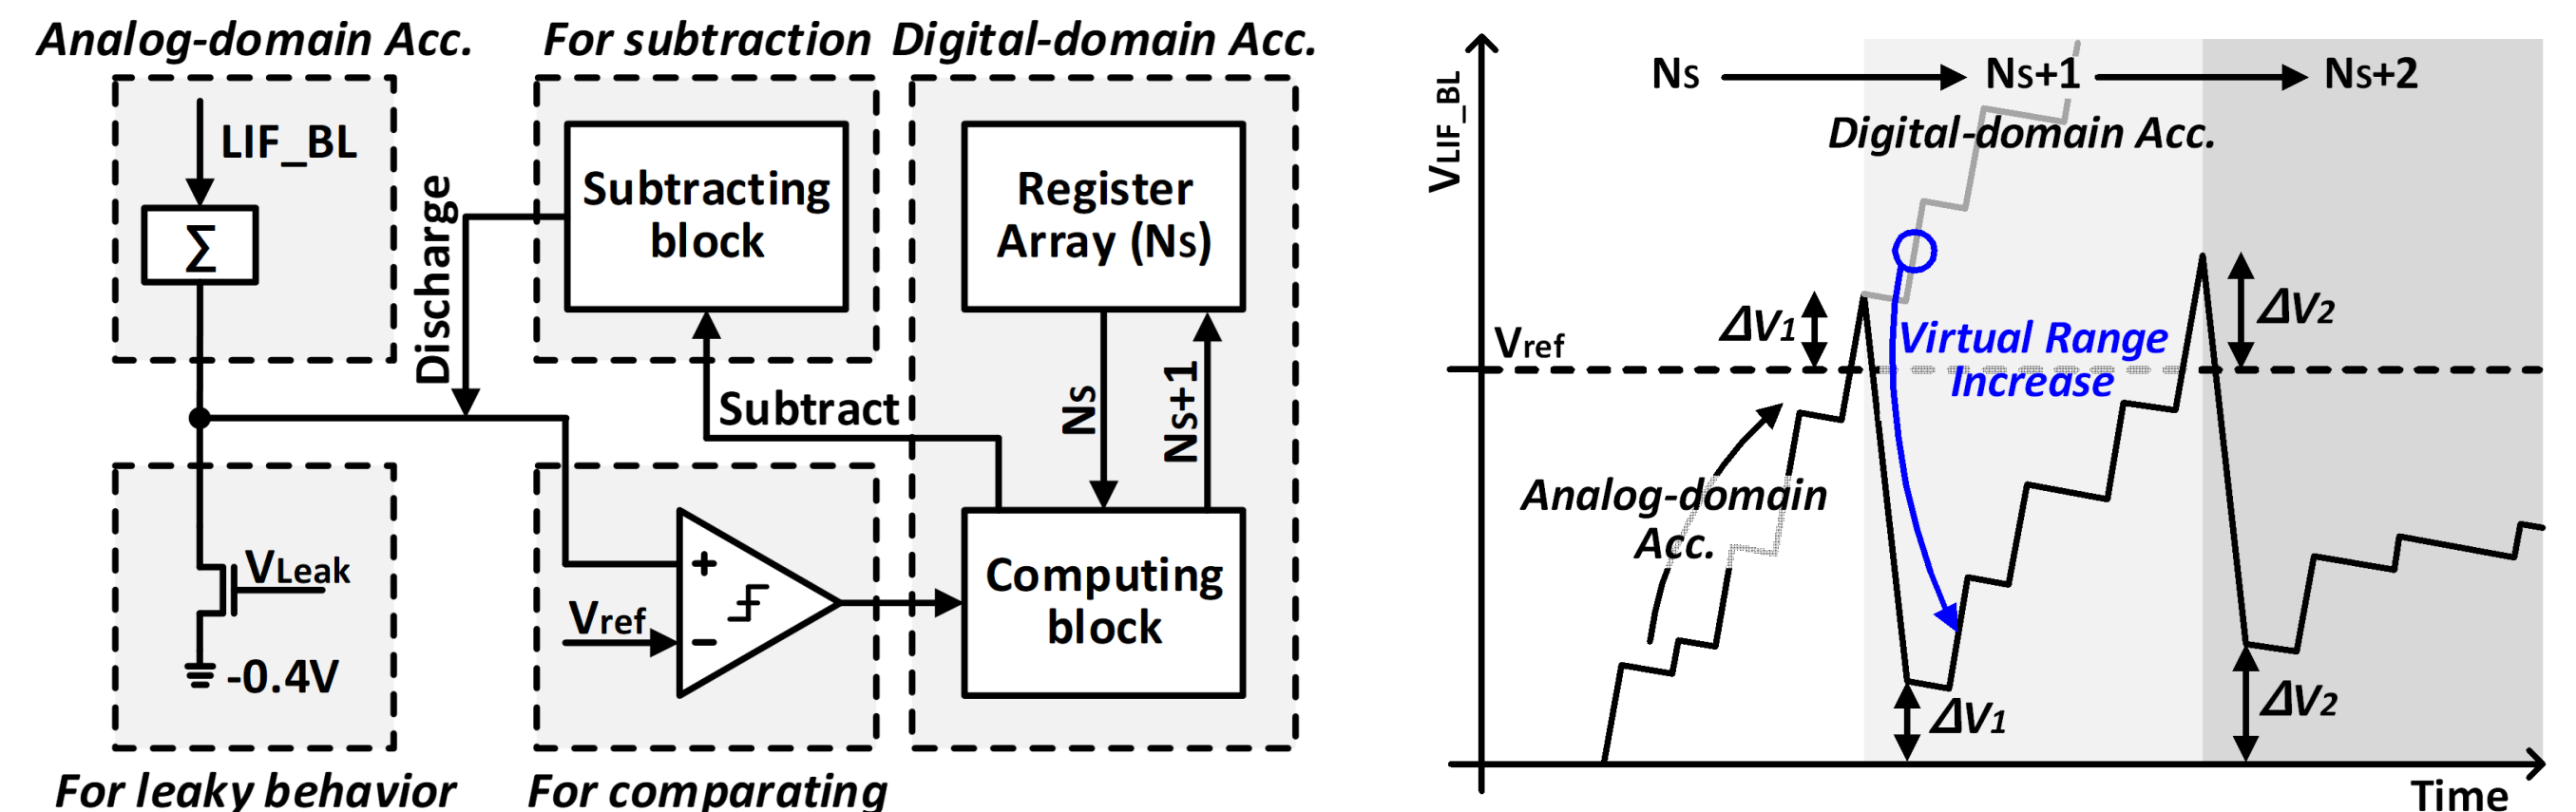 Analog-domain Acc.
For subtraction
Digital-domain Acc.
LIF_BL
Σ
Discharge
Subtracting
block
Register
Array (NS)
Subtract
NS
NS+1
VLeak
-0.4V
Vref
+
−
Computing
block
For leaky behavior
For comparating
VLIF_BL
NS
NS+1
NS+2
Digital-domain Acc.
ΔV1
ΔV2
Vref
Virtual Range
Increase
Analog-domain
Acc.
ΔV1
ΔV2
Time